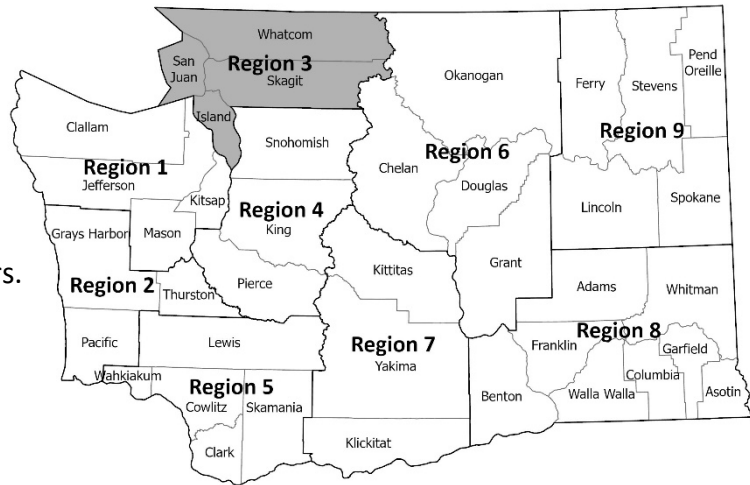 Whatcom
San
Juan
Region 3
Skagit
Island
Okanogan
Ferry
Stevens
Pend
Oreille
Region 9
Clallam
Region 1
Jefferson
Kitsap
Snohomish
Region 4
King
Chelan
Region 6
Douglas
Lincoln
Spokane
Grays Harbor
Mason
rs.
Region 2
Thurston
Pierce
Kittitas
Grant
Adams
Whitman
Pacific
Lewis
Region 7
Yakima
Franklin
Region 8
Garfield
Wahkiakum
Region 5
Cowlitz
Skamania
Benton
Walla Walla
Columbia
Asotin
Clark
Klickitat